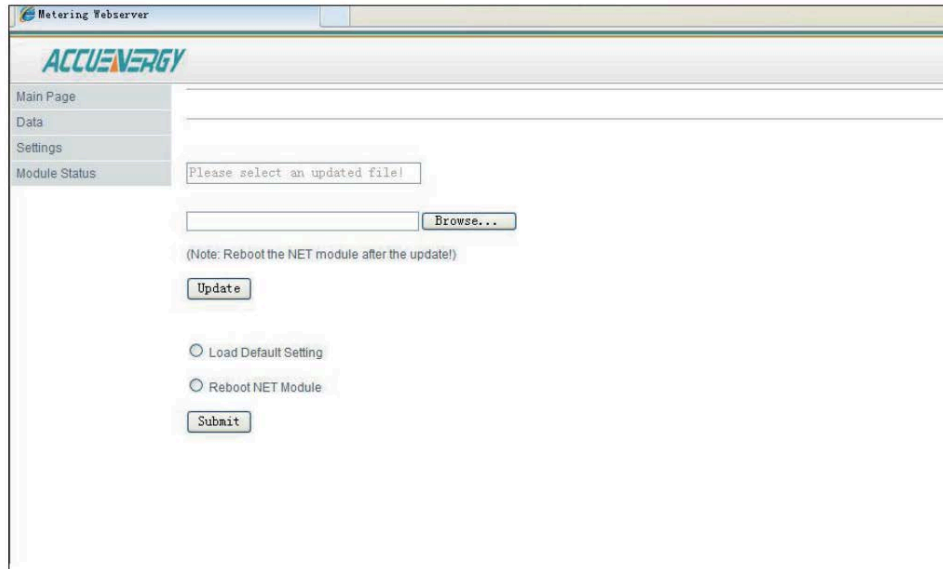 Metering Webserver
ACCUENERGY
Main Page
Data
Settings
Module Status
Please select an updated file!
Browse...
(Note: Reboot the NET module after the update!)
Update
Load Default Setting
Reboot NET Module
Submit